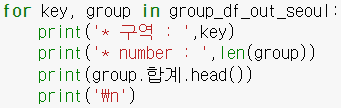 for key, group in group_df_out_seoul:
    print('* 구역 : ',key)
    print('* number : ',len(group))
    print(group.합계.head())
    print('₩n')